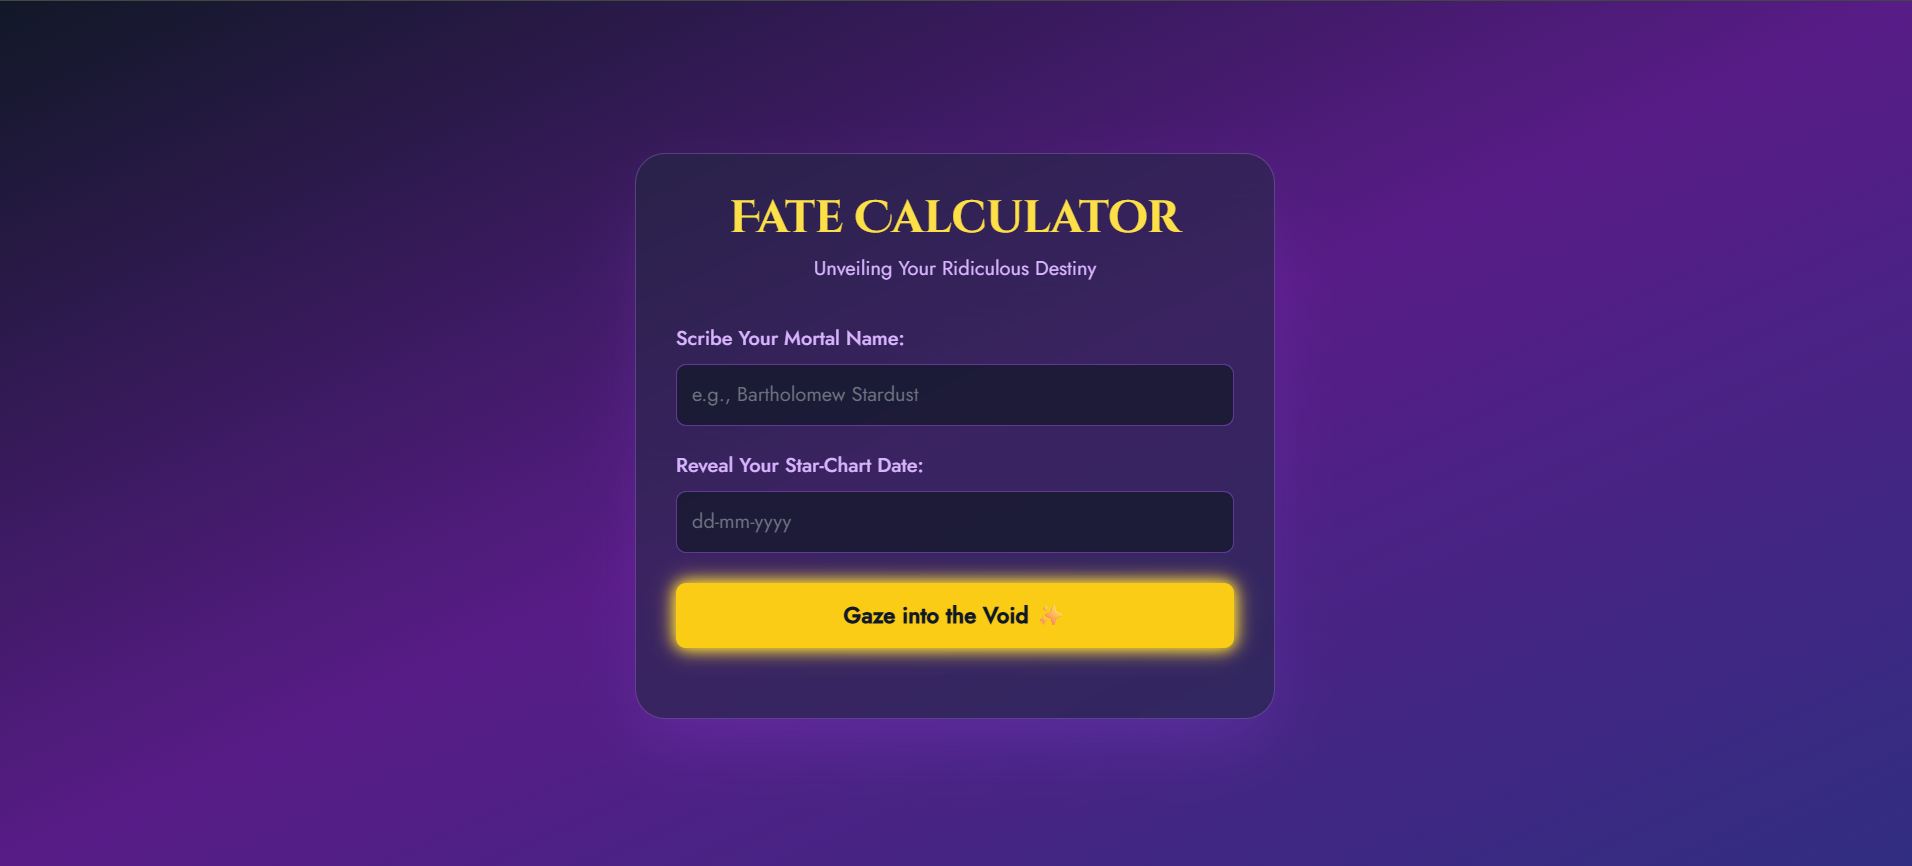 Fate Calculator
Unveiling Your Ridiculous Destiny
Scribe Your Mortal Name:
e.g., Bartholomew Stardust
Reveal Your Star-Chart Date:
dd-mm-yyyy
Gaze into the Void ✨